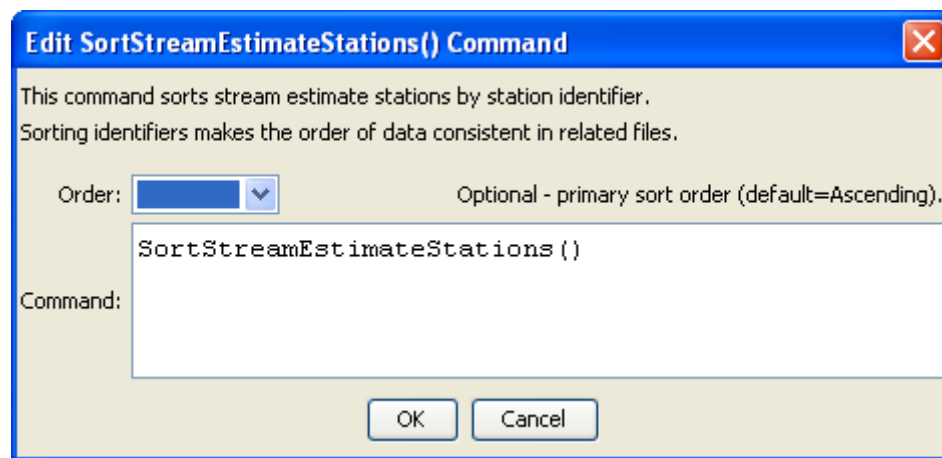 Edit SortStreamEstimateStations() Command
This command sorts stream estimate stations by station identifier.
Sorting identifiers makes the order of data consistent in related files.
Order: Optional - primary sort order (default=Ascending).
SortStreamEstimateStations()
Command:
OK Cancel